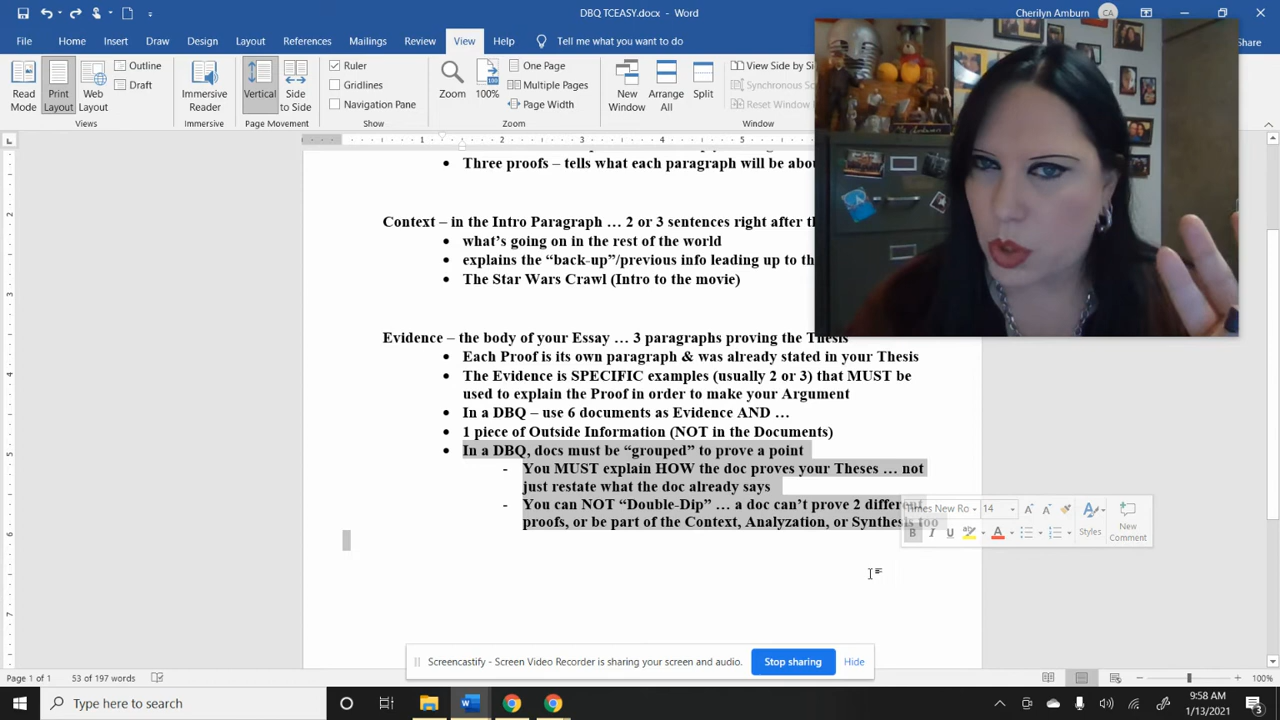 DBQ TCEASY.docx - Word
Cherilyn Amburn CA
File Home Insert Draw Design Layout References Mailings Review View Help Tell me what you want to do Share
Read Mode
Print Layout
Web Layout
Outline
Draft
Views
Immersive Reader
Immersive
Vertical
Side to Side
Page Movement
Ruler
Gridlines
Navigation Pane
Show
Zoom
100%
One Page
Multiple Pages
Page Width
Zoom
New Window
Arrange All
Split
View Side by Si
Synchronous S
Reset Window
Window
Three proofs – tells what each paragraph will be abou
Context – in the Intro Paragraph … 2 or 3 sentences right after th
what’s going on in the rest of the world
explains the “back-up”/previous info leading up to th
The Star Wars Crawl (Intro to the movie)
Evidence – the body of your Essay … 3 paragraphs proving the Thesis
Each Proof is its own paragraph & was already stated in your Thesis
The Evidence is SPECIFIC examples (usually 2 or 3) that MUST be
used to explain the Proof in order to make your Argument
In a DBQ – use 6 documents as Evidence AND …
1 piece of Outside Information (NOT in the Documents)
In a DBQ, docs must be “grouped” to prove a point
- You MUST explain HOW the doc proves your Theses … not
just restate what the doc already says
- You can NOT “Double-Dip” … a doc can’t prove 2 different
proofs, or be part of the Context, Analyzation, or Synthesis too
Times New Ro 14
New Comment
Screencastify - Screen Video Recorder is sharing your screen and audio. Stop sharing Hide
Page 1 of 1 53 of 197 words 100%
Type here to search
9:58 AM
1/13/2021